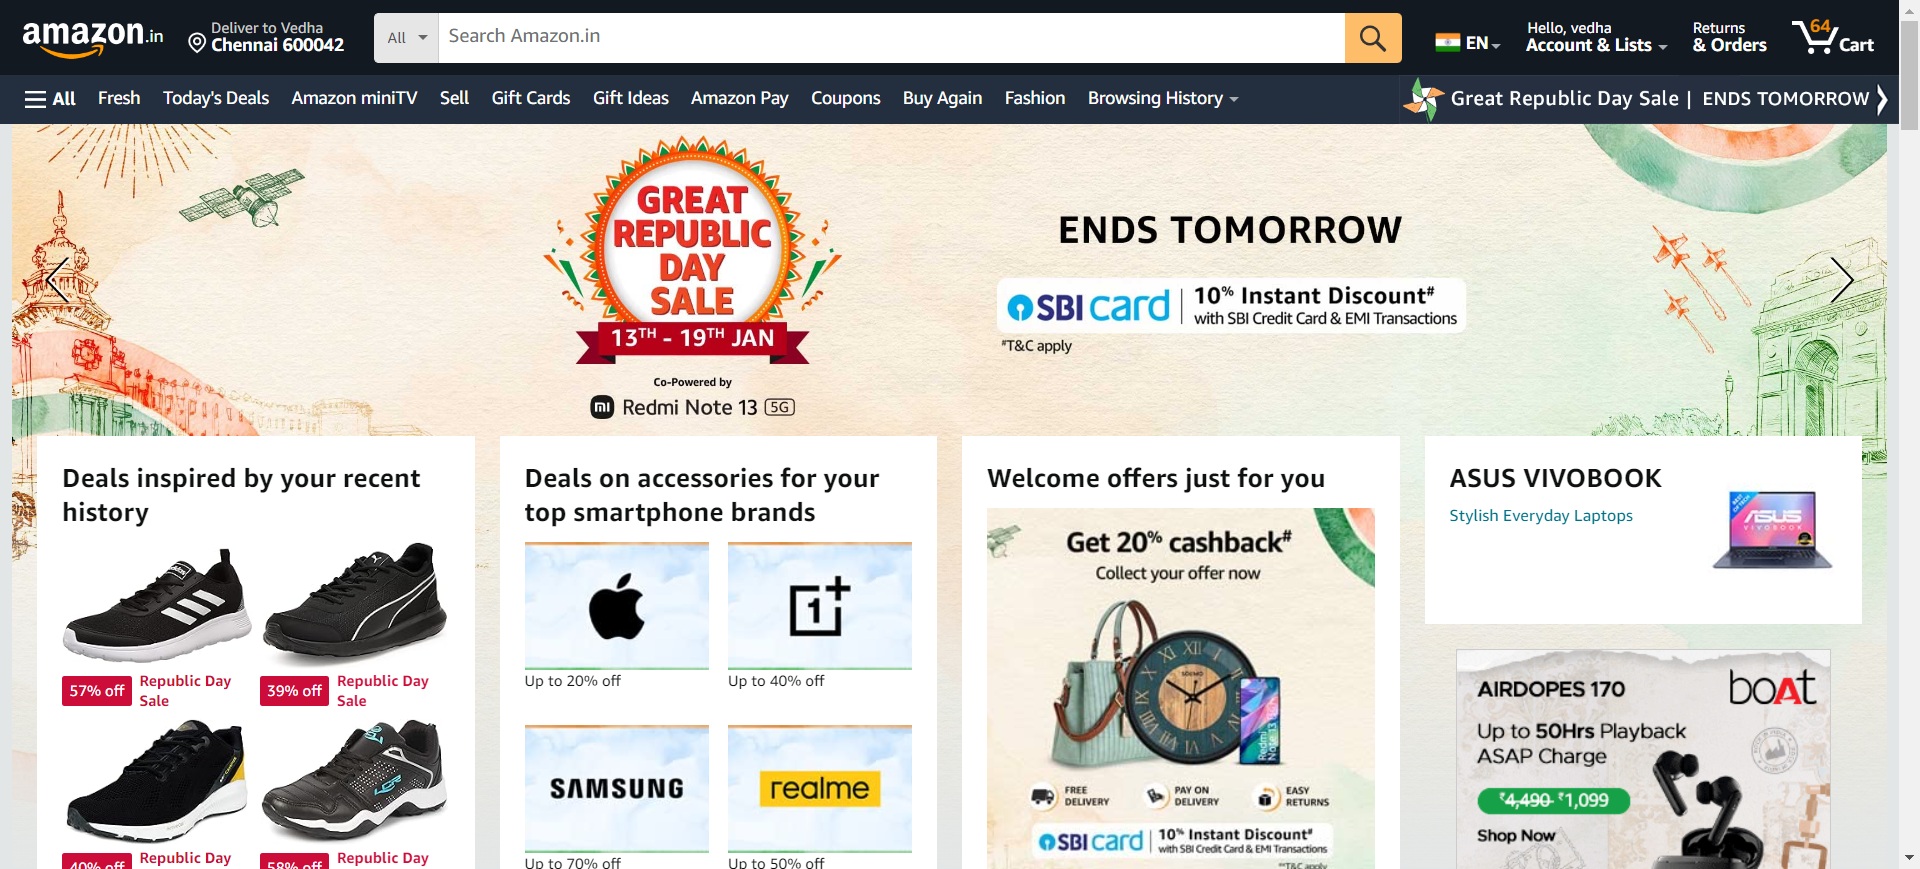 amazon.in
Deliver to Vedha
Chennai 600042
All
Search Amazon.in
EN
Hello, vedha
Account & Lists
Returns
& Orders
64
Cart
All
Fresh
Today's Deals
Amazon miniTV
Sell
Gift Cards
Gift Ideas
Amazon Pay
Coupons
Buy Again
Fashion
Browsing History
Great Republic Day Sale | ENDS TOMORROW
GREAT
REPUBLIC
DAY
SALE
13TH - 19TH JAN
Co-Powered by
mi Redmi Note 13 5G
ENDS TOMORROW
SBI card
10% Instant Discount#
with SBI Credit Card & EMI Transactions
#T&C apply
Deals inspired by your recent
history
57% off
Republic Day
Sale
39% off
Republic Day
Sale
40% off
Republic Day
58% off
Republic Day
Deals on accessories for your
top smartphone brands
Up to 20% off
1+
Up to 40% off
SAMSUNG
Up to 70% off
realme
Up to 50% off
Welcome offers just for you
Get 20% cashback#
Collect your offer now
Redmi
Note 13
FREE
DELIVERY
PAY ON
DELIVERY
EASY
RETURNS
SBI card
10% Instant Discount#
with SBI Credit Card & EMI Transactions
ASUS VIVOBOOK
Stylish Everyday Laptops
ASUS
VIVOBOOK
AIRDOPES 170
boAt
Up to 50Hrs Playback
ASAP Charge
₹4,490 ₹1,099
Shop Now